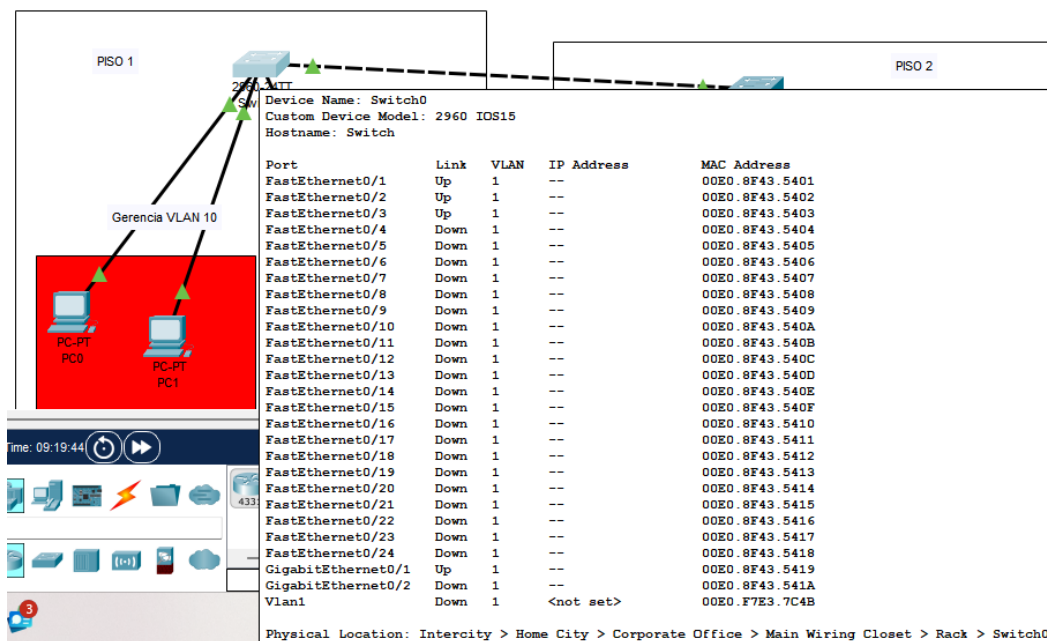 PISO 1
PISO 2
2960-24TT
Sw
Device Name: Switch0
Custom Device Model: 2960 IOS15
Hostname: Switch
Port Link VLAN IP Address MAC Address
FastEthernet0/1 Up 1 -- 00E0.8F43.5401
FastEthernet0/2 Up 1 -- 00E0.8F43.5402
FastEthernet0/3 Up 1 -- 00E0.8F43.5403
FastEthernet0/4 Down 1 -- 00E0.8F43.5404
FastEthernet0/5 Down 1 -- 00E0.8F43.5405
FastEthernet0/6 Down 1 -- 00E0.8F43.5406
FastEthernet0/7 Down 1 -- 00E0.8F43.5407
FastEthernet0/8 Down 1 -- 00E0.8F43.5408
FastEthernet0/9 Down 1 -- 00E0.8F43.5409
FastEthernet0/10 Down 1 -- 00E0.8F43.540A
FastEthernet0/11 Down 1 -- 00E0.8F43.540B
FastEthernet0/12 Down 1 -- 00E0.8F43.540C
FastEthernet0/13 Down 1 -- 00E0.8F43.540D
FastEthernet0/14 Down 1 -- 00E0.8F43.540E
FastEthernet0/15 Down 1 -- 00E0.8F43.540F
FastEthernet0/16 Down 1 -- 00E0.8F43.5410
FastEthernet0/17 Down 1 -- 00E0.8F43.5411
FastEthernet0/18 Down 1 -- 00E0.8F43.5412
FastEthernet0/19 Down 1 -- 00E0.8F43.5413
FastEthernet0/20 Down 1 -- 00E0.8F43.5414
FastEthernet0/21 Down 1 -- 00E0.8F43.5415
FastEthernet0/22 Down 1 -- 00E0.8F43.5416
FastEthernet0/23 Down 1 -- 00E0.8F43.5417
FastEthernet0/24 Down 1 -- 00E0.8F43.5418
GigabitEthernet0/1 Up 1 -- 00E0.8F43.5419
GigabitEthernet0/2 Down 1 -- 00E0.8F43.541A
Vlan1 Down 1 <not set> 00E0.F7E3.7C4B
Physical Location: Intercity > Home City > Corporate Office > Main Wiring Closet > Rack > Switch0
Gerencia VLAN 10
PC-PT
PC0
PC-PT
PC1
Time: 09:19:44
433
3